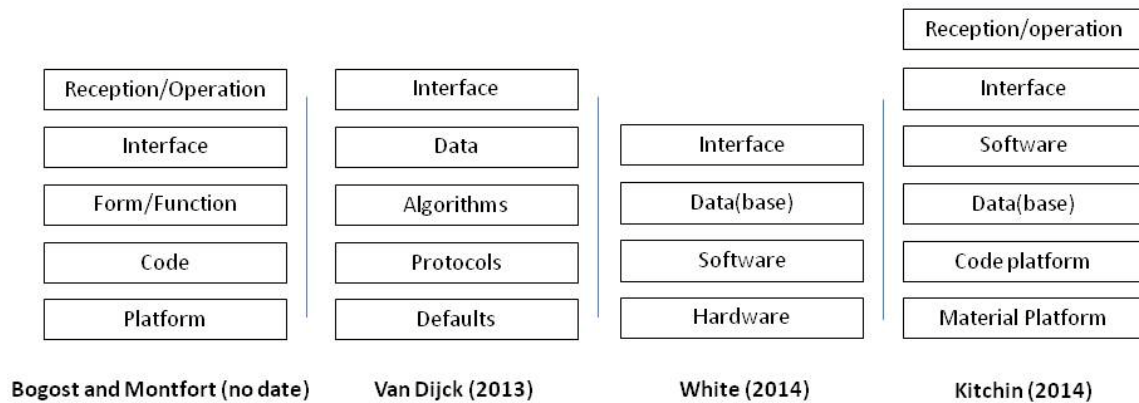 Reception/Operation
Interface
Form/Function
Code
Platform
Bogost and Montfort (no date)
Interface
Data
Algorithms
Protocols
Defaults
Van Dijck (2013)
Interface
Data(base)
Software
Hardware
White (2014)
Reception/operation
Interface
Software
Data(base)
Code platform
Material Platform
Kitchin (2014)